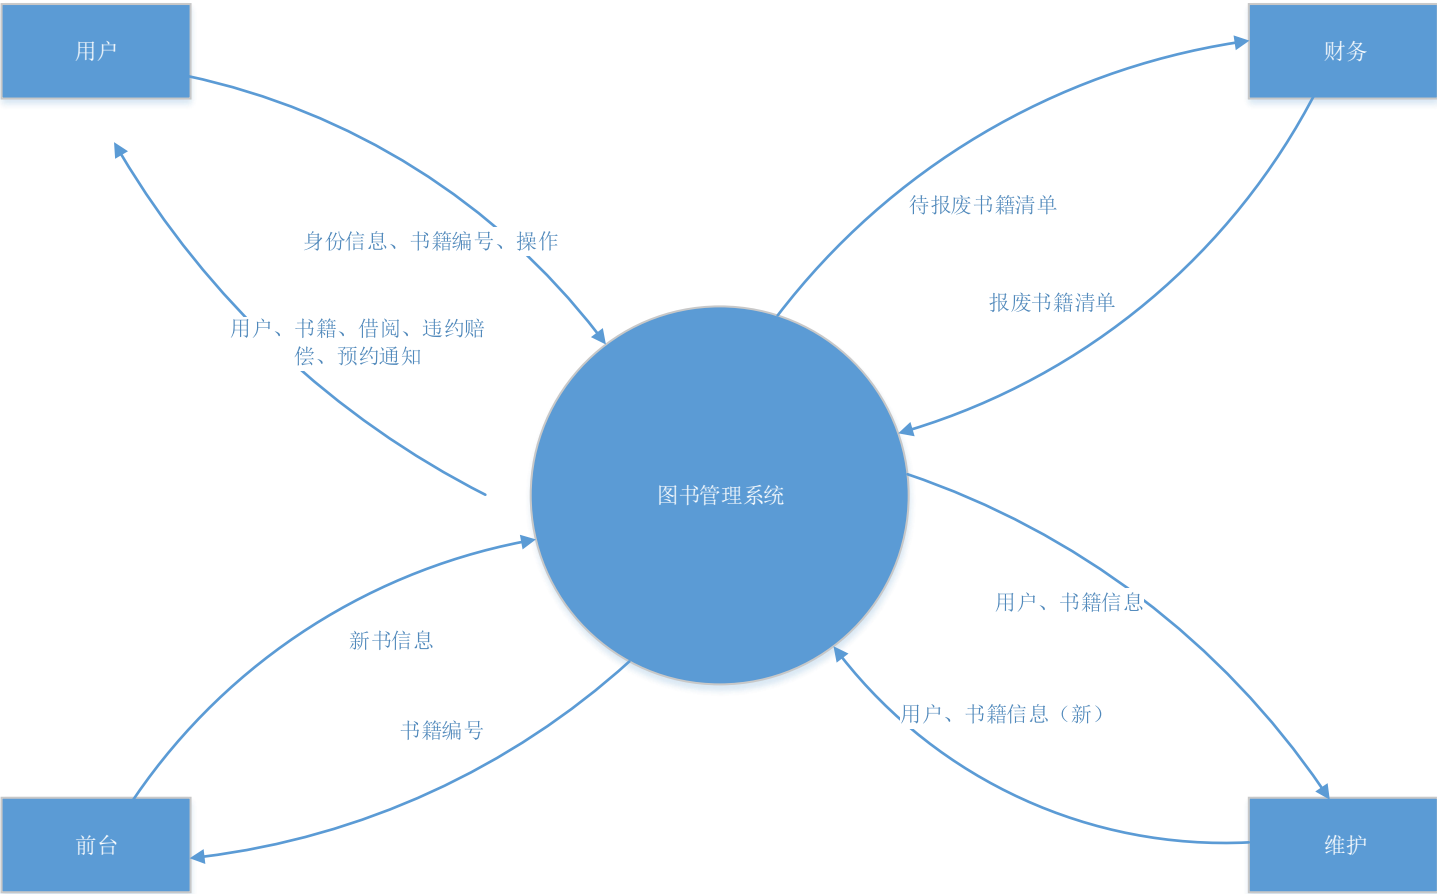 用户
财务
待报废书籍清单
身份信息、书籍编号、操作
报废书籍清单
用户、书籍、借阅、违约赔
偿、预约通知
图书管理系统
用户、书籍信息
新书信息
用户、书籍信息（新）
书籍编号
前台
维护